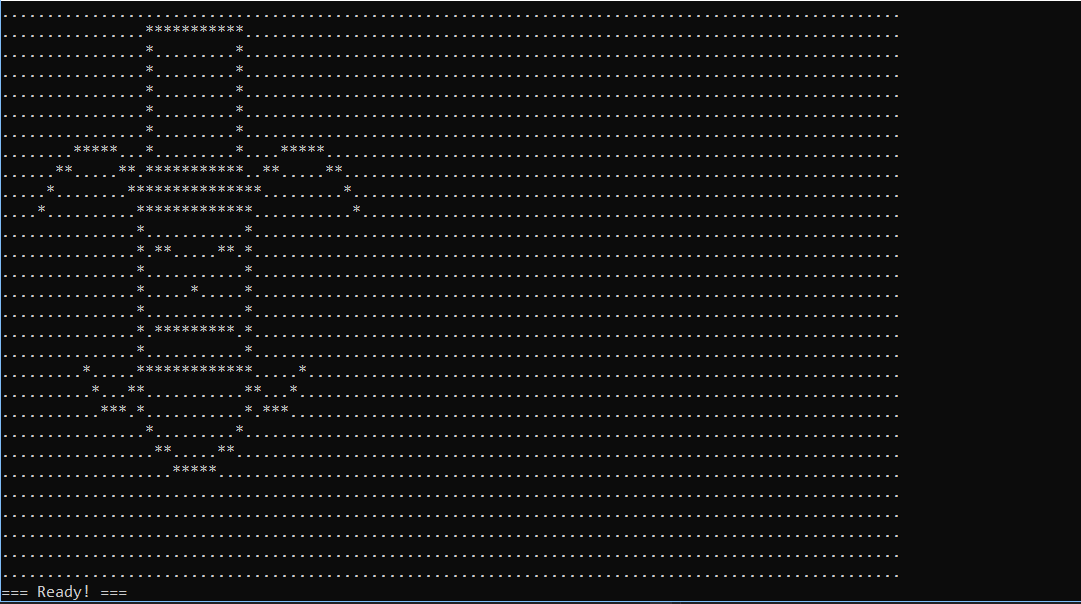 === Ready! ===